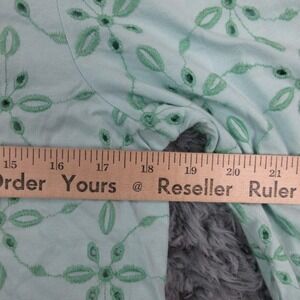 15 16 17 18 19 20 21
Order Yours @ Reseller Ruler